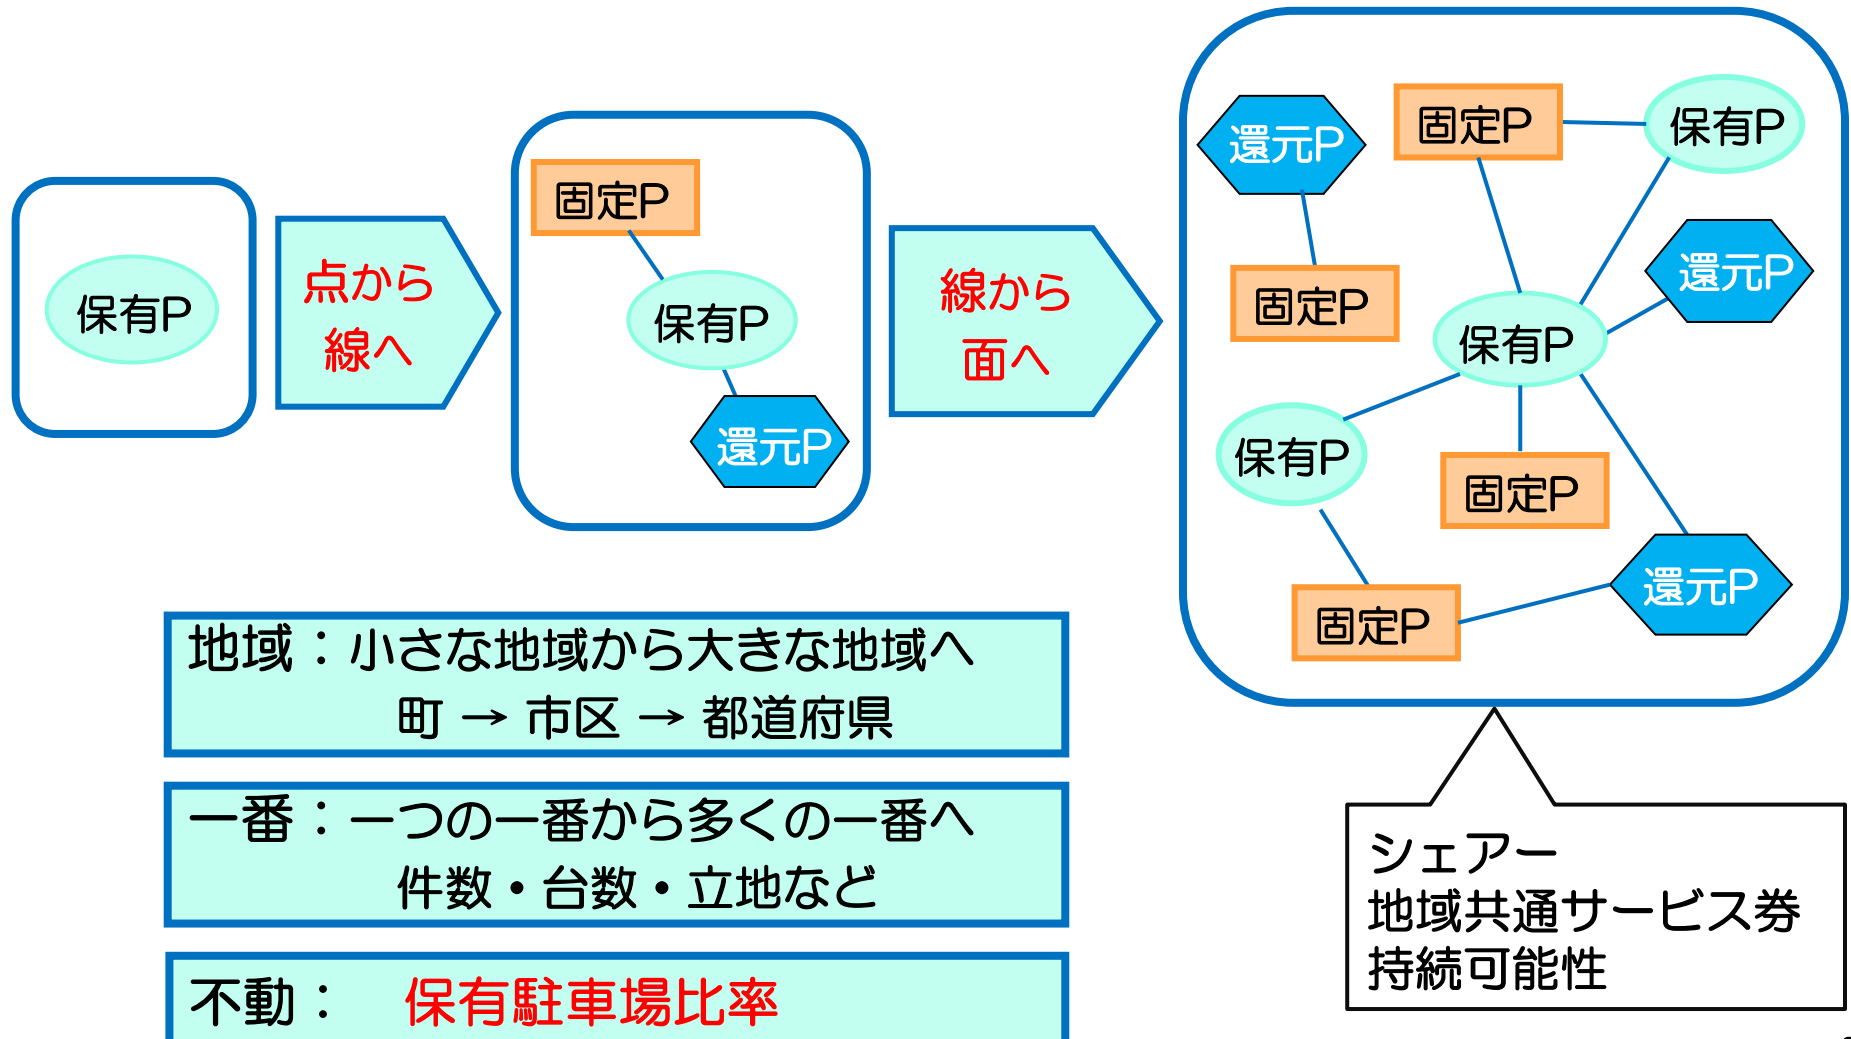 保有P
点から
線へ
固定P
保有P
還元P
線から
面へ
還元P
固定P
保有P
固定P
還元P
保有P
保有P
固定P
固定P
還元P
地域：小さな地域から大きな地域へ
町 → 市区 → 都道府県
一番：一つの一番から多くの一番へ
件数・台数・立地など
不動：　保有駐車場比率
シェアー
地域共通サービス券
持続可能性